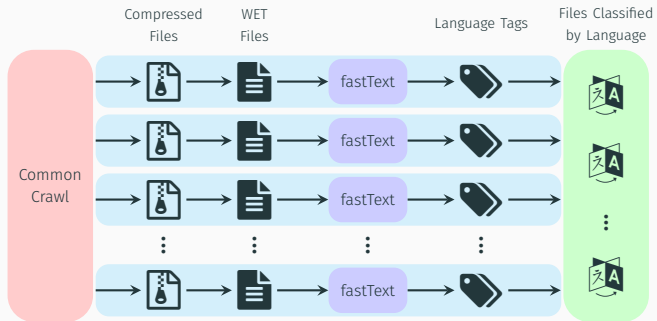 Compressed
Files
WET
Files
Language Tags
Files Classified
by Language
Common
Crawl
fastText
fastText
fastText
fastText
A
A
A